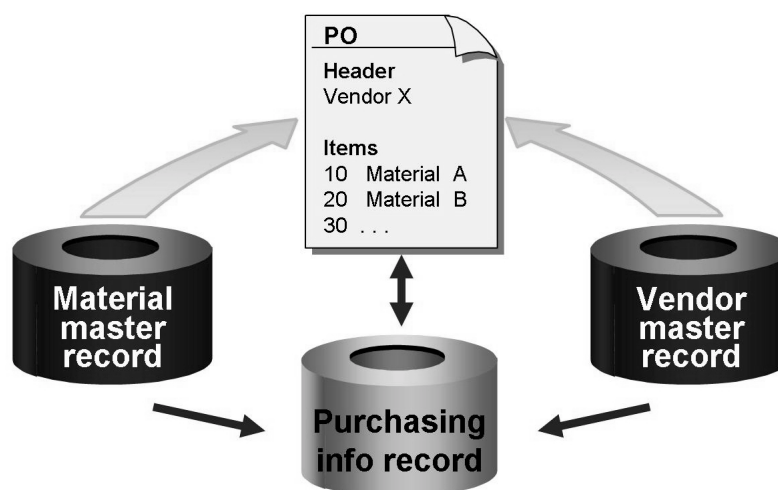 PO
Header
Vendor X
Items
10 Material A
20 Material B
30 . . .
Material
master
record
Vendor
master
record
Purchasing
info record